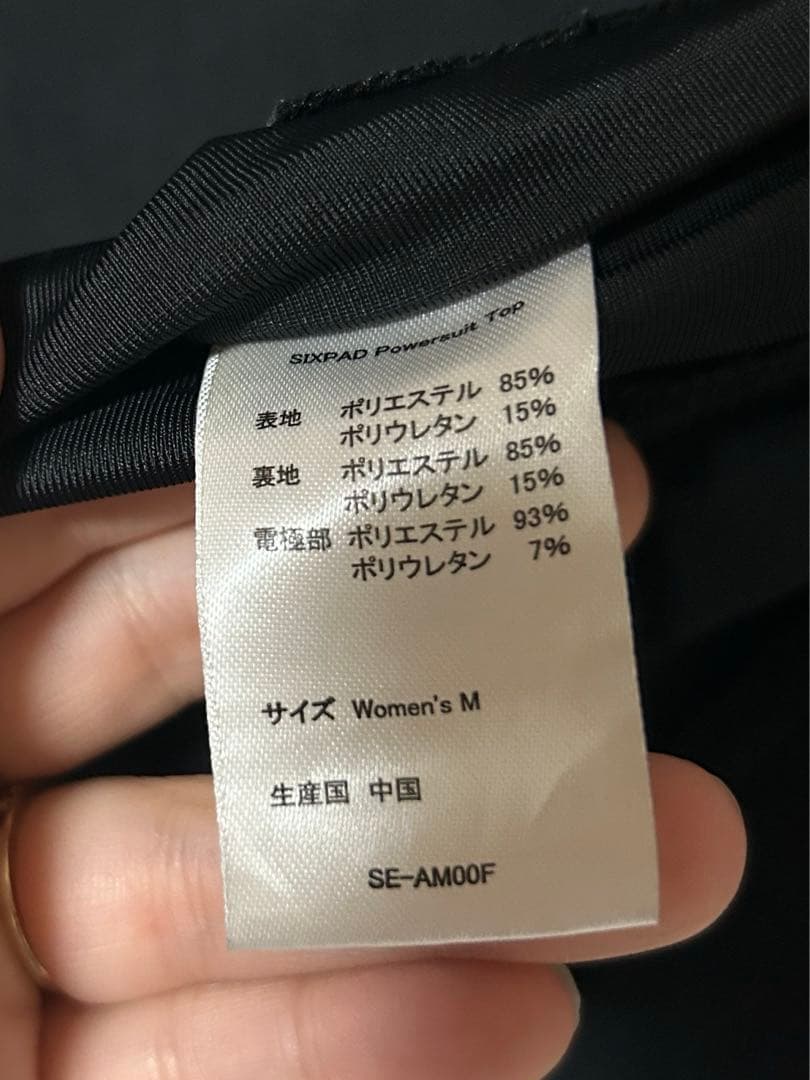 SIXPAD Powersuit Top
表地 ポリエステル 85%
ポリウレタン 15%
裏地 ポリエステル 85%
ポリウレタン 15%
電極部 ポリエステル 93%
ポリウレタン 7%
サイズ Women's M
生産国 中国
SE-AM00F